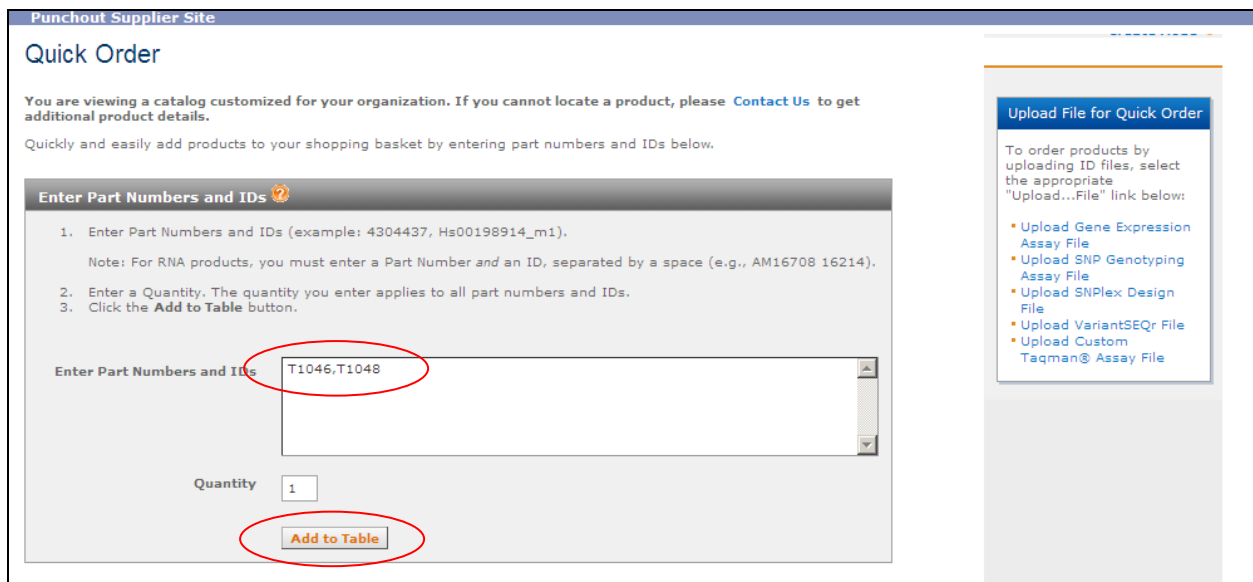 Punchout Supplier Site
Quick Order
You are viewing a catalog customized for your organization. If you cannot locate a product, please Contact Us to get
additional product details.
Quickly and easily add products to your shopping basket by entering part numbers and IDs below.
Enter Part Numbers and IDs ?
1. Enter Part Numbers and IDs (example: 4304437, Hs00198914_m1).
Note: For RNA products, you must enter a Part Number and an ID, separated by a space (e.g., AM16708 16214).
2. Enter a Quantity. The quantity you enter applies to all part numbers and IDs.
3. Click the Add to Table button.
Enter Part Numbers and IDs T1046,T1048
Quantity 1
Add to Table
Upload File for Quick Order
To order products by
uploading ID files, select
the appropriate
"Upload...File" link below:
Upload Gene Expression
Assay File
Upload SNP Genotyping
Assay File
Upload SNPlex Design
File
Upload VariantSEQr File
Upload Custom
Taqman® Assay File